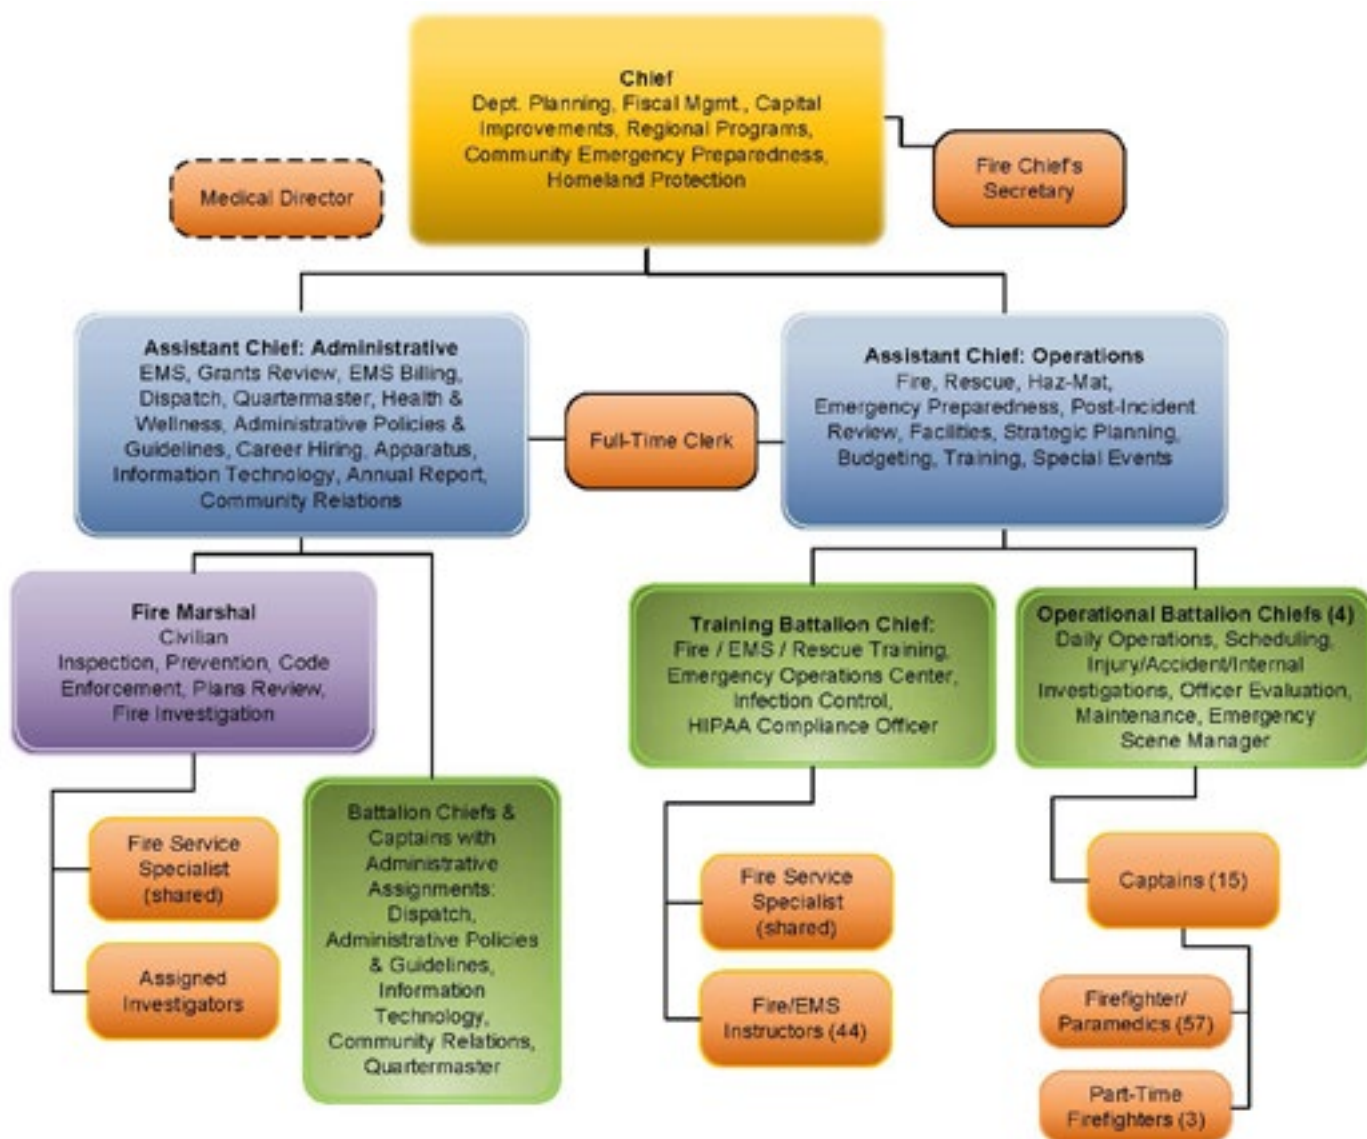 Chief
Dept. Planning, Fiscal Mgmt., Capital
Improvements, Regional Programs,
Community Emergency Preparedness,
Homeland Protection
Medical Director
Fire Chief's
Secretary
Assistant Chief: Administrative
EMS, Grants Review, EMS Billing,
Dispatch, Quartermaster, Health &
Wellness, Administrative Policies &
Guidelines, Career Hiring, Apparatus,
Information Technology, Annual Report,
Community Relations
Full-Time Clerk
Assistant Chief: Operations
Fire, Rescue, Haz-Mat,
Emergency Preparedness, Post-Incident
Review, Facilities, Strategic Planning,
Budgeting, Training, Special Events
Fire Marshal
Civilian
Inspection, Prevention, Code
Enforcement, Plans Review,
Fire Investigation
Fire Service
Specialist
(shared)
Assigned
Investigators
Battalion Chiefs &
Captains with
Administrative
Assignments:
Dispatch,
Administrative Policies
& Guidelines,
Information
Technology,
Community Relations,
Quartermaster
Training Battalion Chief:
Fire / EMS / Rescue Training,
Emergency Operations Center,
Infection Control,
HIPAA Compliance Officer
Fire Service
Specialist
(shared)
Fire/EMS
Instructors (44)
Operational Battalion Chiefs (4)
Daily Operations, Scheduling,
Injury/Accident/Internal
Investigations, Officer Evaluation,
Maintenance, Emergency
Scene Manager
Captains (15)
Firefighter/
Paramedics (57)
Part-Time
Firefighters (3)